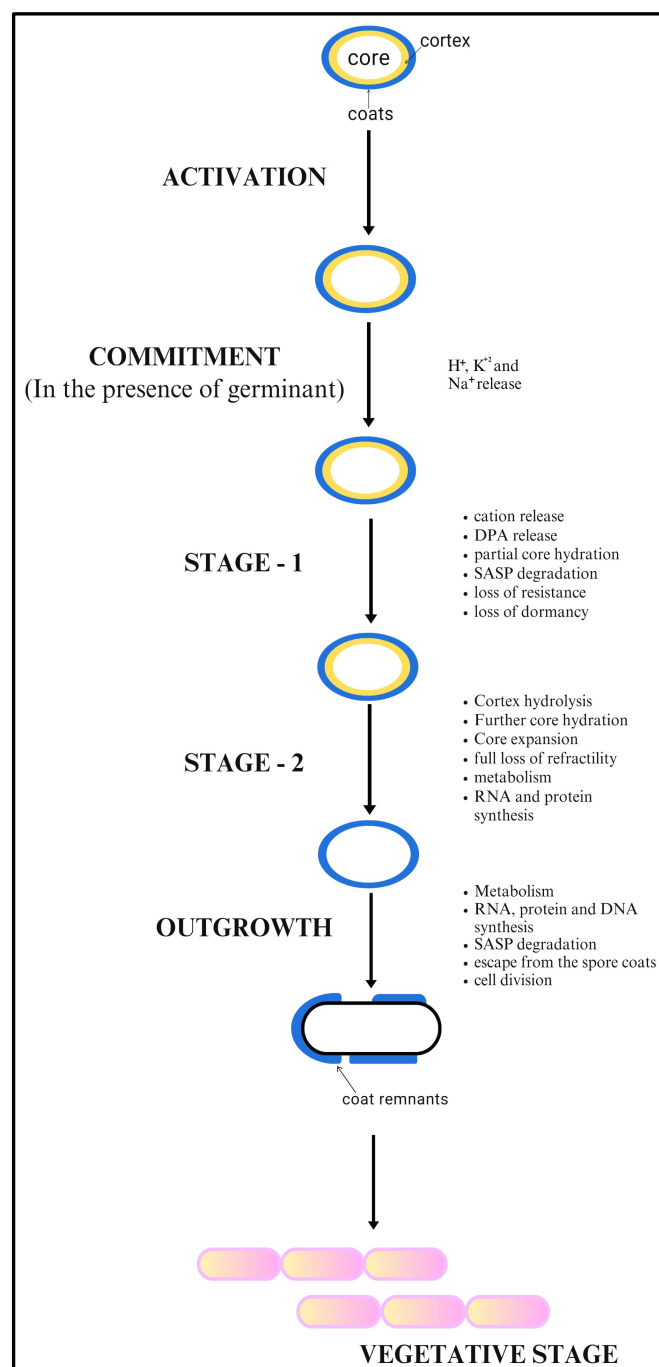 core
cortex
coats
ACTIVATION
COMMITMENT
(In the presence of germinant)
H⁺, K⁺² and
Na⁺ release
STAGE - 1
• cation release
• DPA release
• partial core hydration
• SASP degradation
• loss of resistance
• loss of dormancy
STAGE - 2
• Cortex hydrolysis
• Further core hydration
• Core expansion
• full loss of refractility
• metabolism
• RNA and protein
synthesis
OUTGROWTH
• Metabolism
• RNA, protein and DNA
synthesis
• SASP degradation
• escape from the spore coats
• cell division
coat remnants
VEGETATIVE STAGE